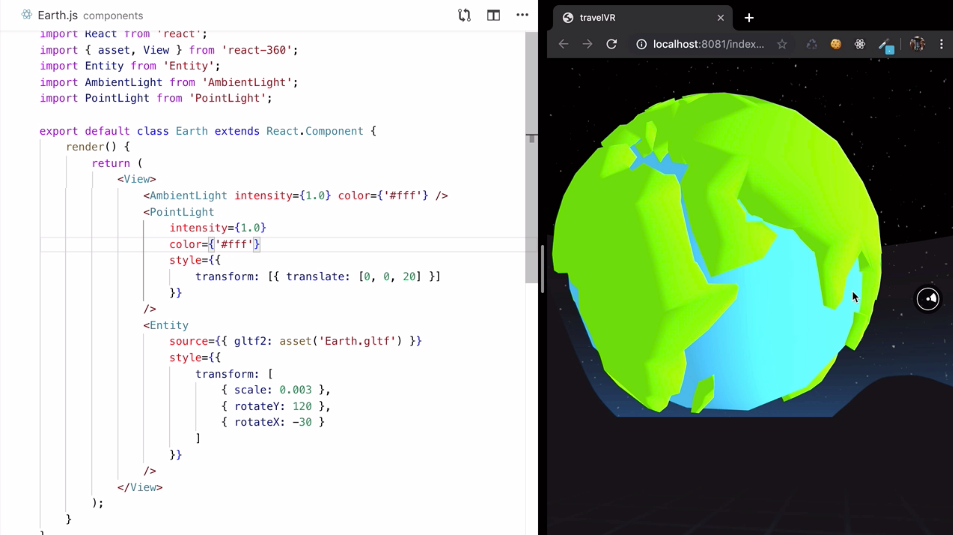 Earth.js components
import React from 'react';
import { asset, View } from 'react-360';
import Entity from 'Entity';
import AmbientLight from 'AmbientLight';
import PointLight from 'PointLight';
export default class Earth extends React.Component {
render() {
return (
<View>
<AmbientLight intensity={1.0} color={'#fff'} />
<PointLight
intensity={1.0}
color={'#fff'}
style={{
transform: [{ translate: [0, 0, 20] }]
}}
/>
<Entity
source={{ gltf2: asset('Earth.gltf') }}
style={{
transform: [
{ scale: 0.003 },
{ rotateY: 120 },
{ rotateX: -30 }
]
}}
/>
</View>
);
}
}
travelVR
localhost:8081/index...